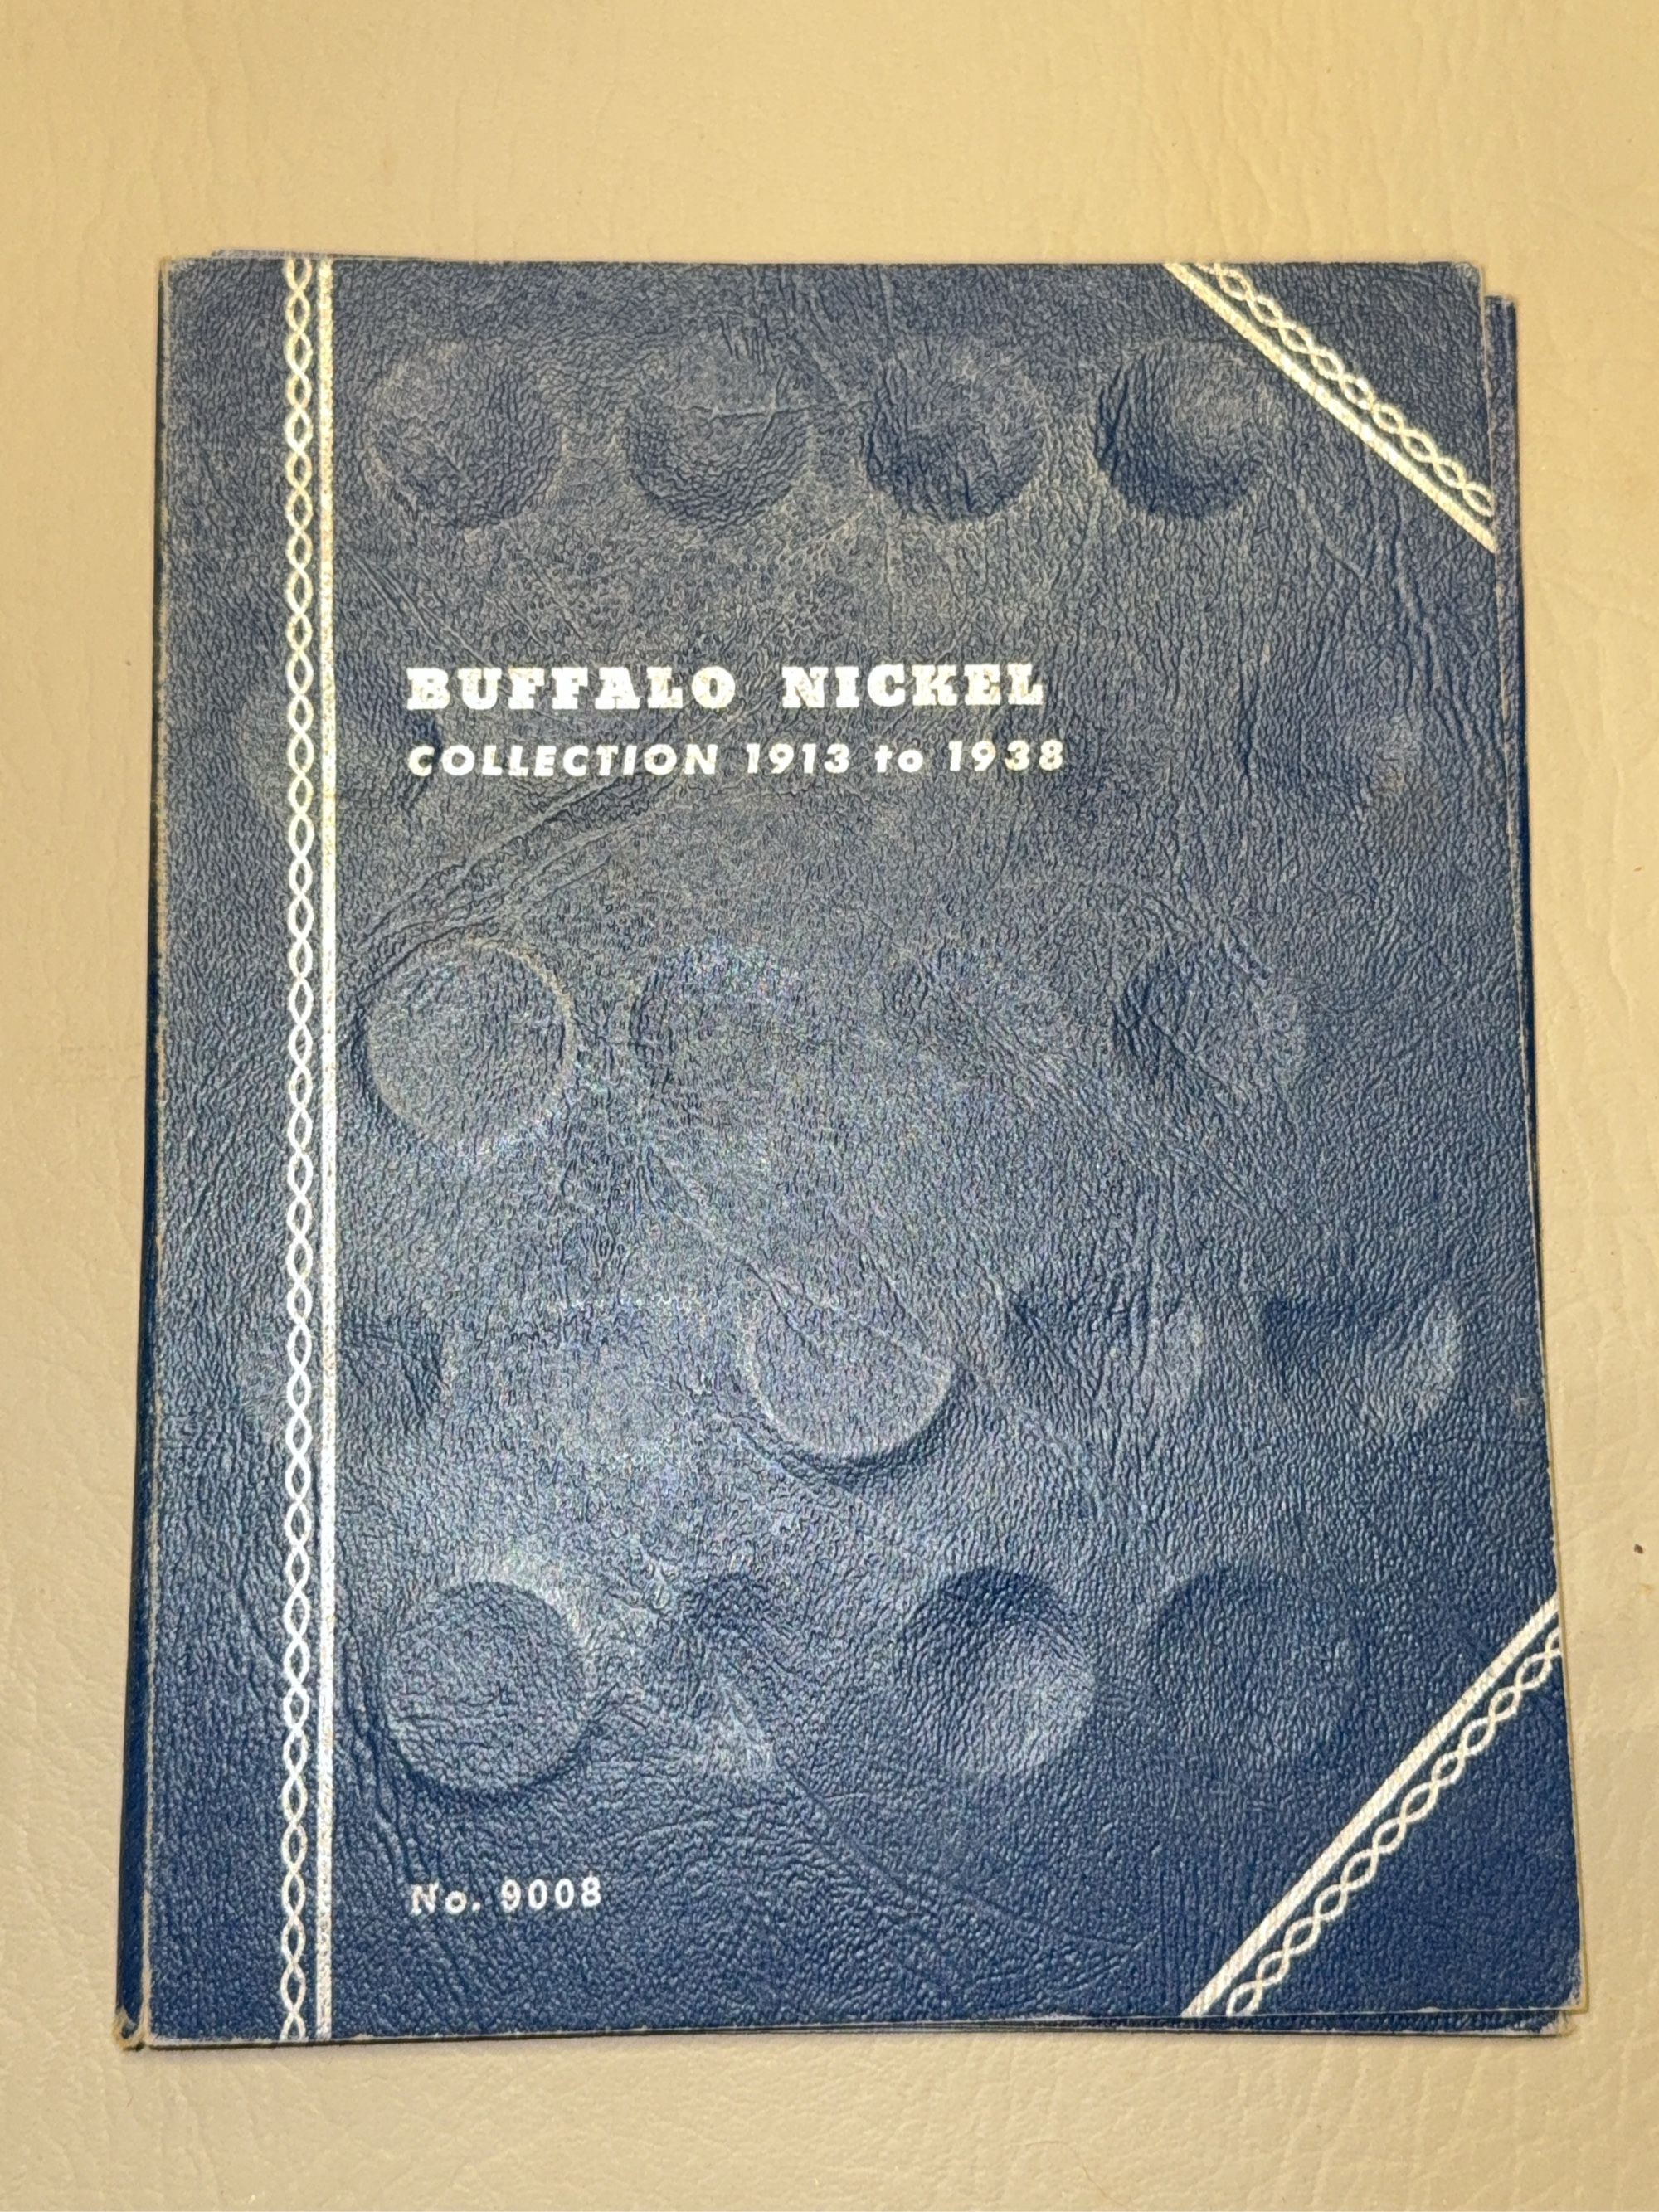 BUFFALO NICKEL
COLLECTION 1913 to 1938
No. 9008